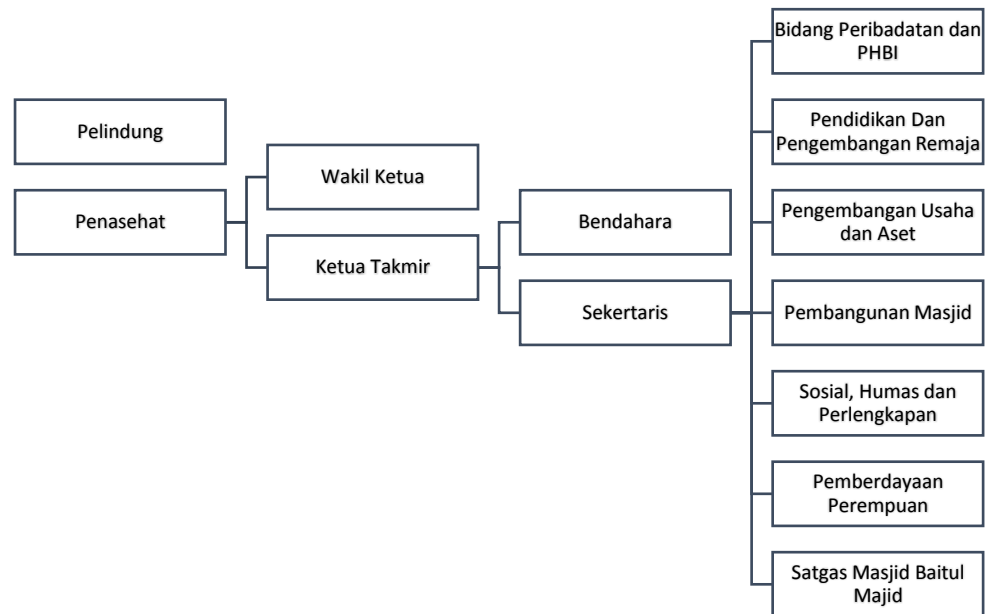 Pelindung
Penasehat
Wakil Ketua
Ketua Takmir
Bendahara
Sekertaris
Bidang Peribadatan dan
PHBI
Pendidikan Dan
Pengembangan Remaja
Pengembangan Usaha
dan Aset
Pembangunan Masjid
Sosial, Humas dan
Perlengkapan
Pemberdayaan
Perempuan
Satgas Masjid Baitul
Majid